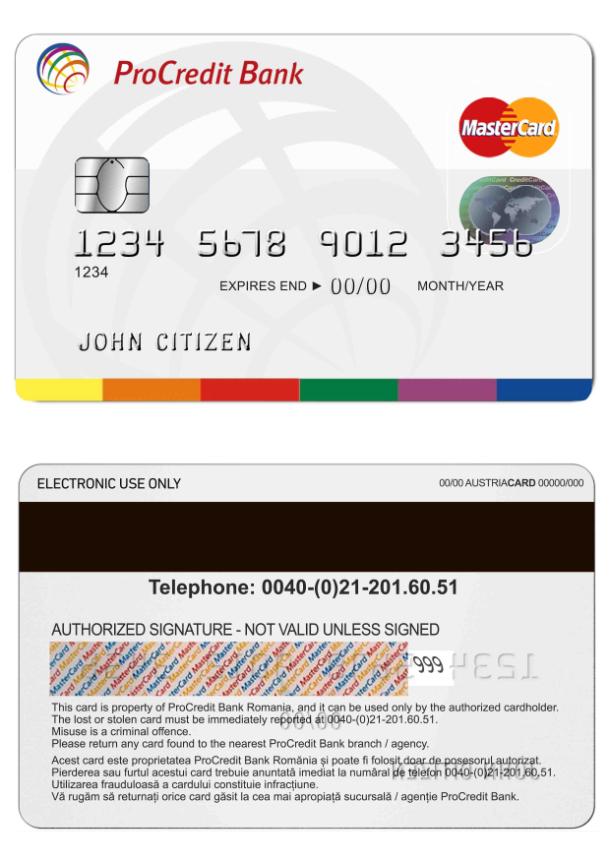 ProCredit Bank
MasterCard
1234 5678 9012 3456
1234
EXPIRES END ▶ 00/00 MONTH/YEAR
JOHN CITIZEN
ELECTRONIC USE ONLY
00/00 AUSTRIACARD 00000/000
Telephone: 0040-(0)21-201.60.51
AUTHORIZED SIGNATURE - NOT VALID UNLESS SIGNED
999
This card is property of ProCredit Bank Romania, and it can be used only by the authorized cardholder.
The lost or stolen card must be immediately reported at 0040-(0)21-201.60.51.
Misuse is a criminal offence.
Please return any card found to the nearest ProCredit Bank branch / agency.
Acest card este proprietatea ProCredit Bank România şi poate fi folosit doar de posesorul autorizat.
Pierderea sau furtul acestui card trebuie anuntată imediat la numărul de telefon 0040-(0)21-201.60.51.
Utilizarea frauduloasă a cardului constituie infracţiune.
Vă rugăm să returnaţi orice card găsit la cea mai apropiaţă sucursală / agenţie ProCredit Bank.